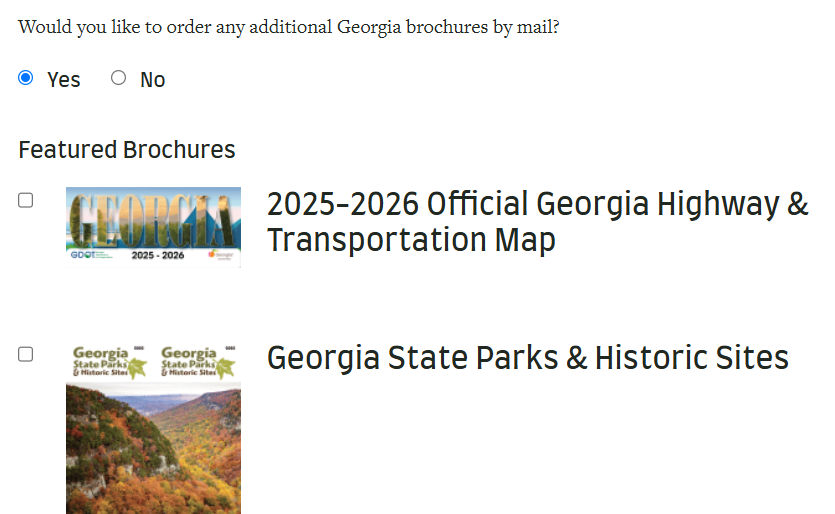 Would you like to order any additional Georgia brochures by mail?
Yes No
Featured Brochures
GEORGIA
GDOT
2025 - 2026
2025-2026 Official Georgia Highway &
Transportation Map
Georgia State Parks & Historic Sites
Georgia Georgia
State Parks State Parks
& Historic Sites & Historic Sites